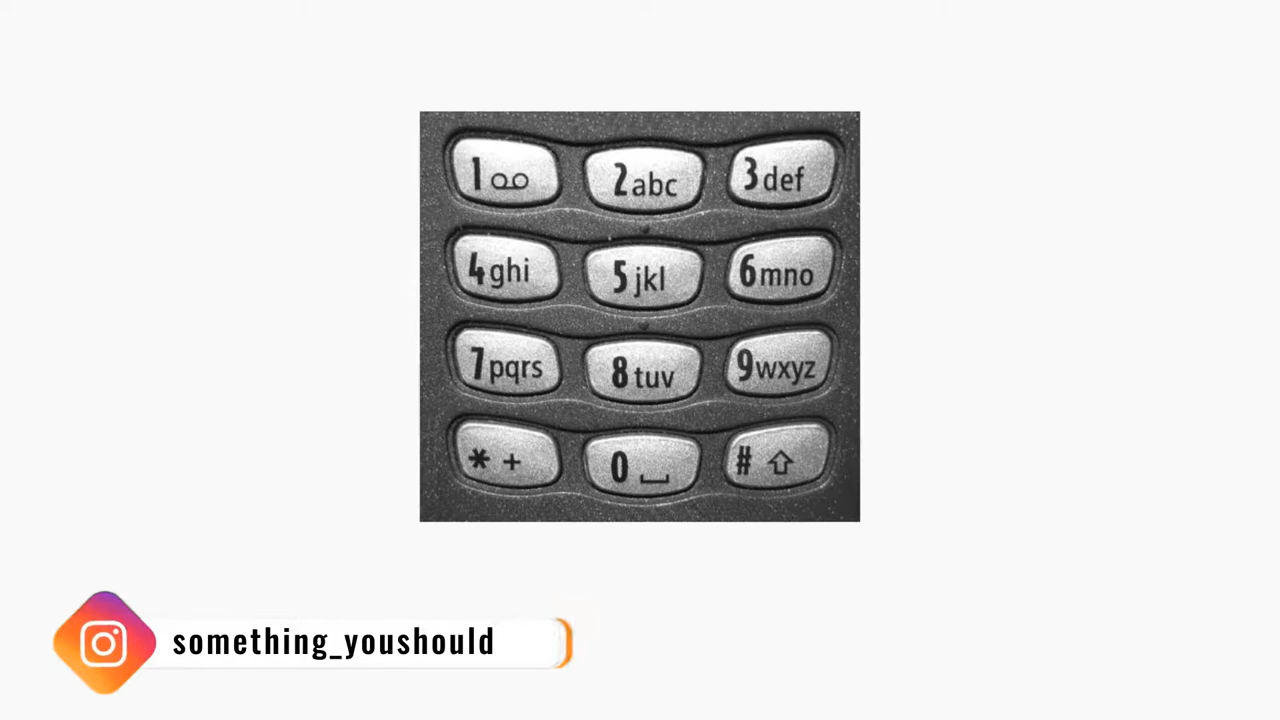 1
2abc
3def
4ghi
5jkl
6mno
7pqrs
8tuv
9wxyz
* +
0
#
something_youshould